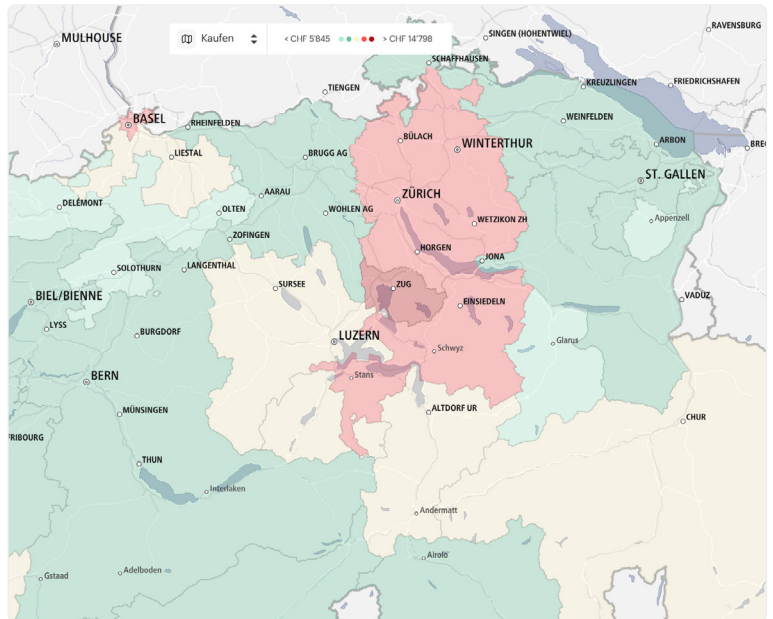 RAVENSBURG
MULHOUSE
Kaufen
< CHF 5'845
> CHF 14'798
SINGEN (HOHENTWIEL)
SCHAFFHAUSEN
TIENGEN
KREUZLINGEN
FRIEDRICHSHAFEN
BASEL
RHEINFELDEN
WEINFELDEN
BÜLACH
WINTERTHUR
ARBON
BRE
LIESTAL
BRUGG AG
ST. GALLEN
AARAU
ZÜRICH
DELÉMONT
OLTEN
WOHLEN AG
WETZIKON ZH
Appenzell
ZOFINGEN
HORGEN
JONA
SOLOTHURN
LANGENTHAL
SURSEE
ZUG
BIEL/BIENNE
EINSIEDELN
VADUZ
LYSS
BURGDORF
LUZERN
Schwyz
Glarus
BERN
Stans
MÜNSINGEN
ALTDORF UR
CHUR
FRIBOURG
THUN
Interlaken
Andermatt
Airolo
Gstaad
Adelboden